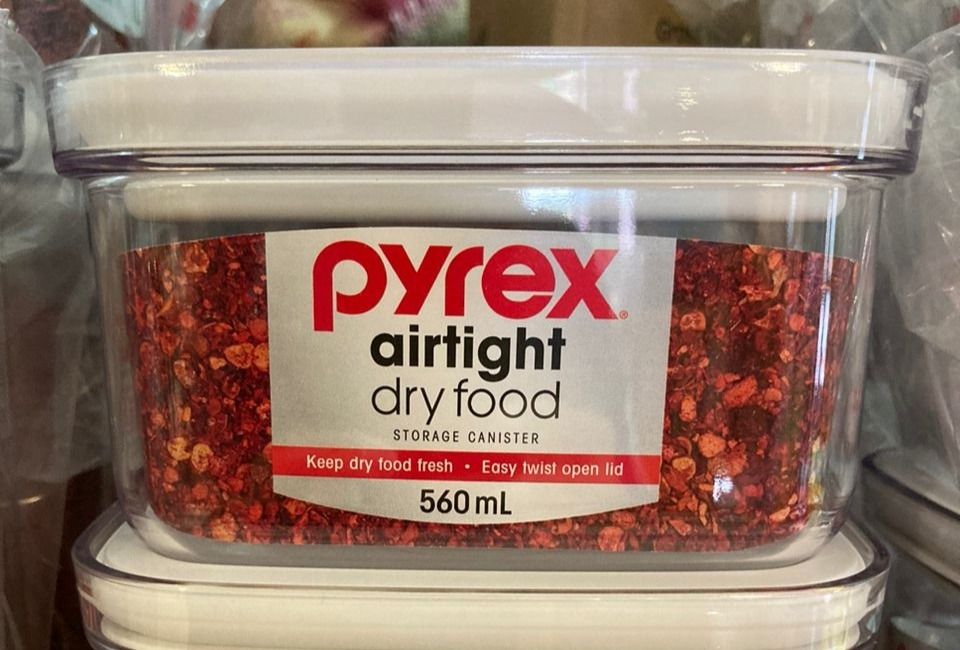 pyrex®
airtight
dry food
STORAGE CANISTER
Keep dry food fresh • Easy twist open lid
560 mL